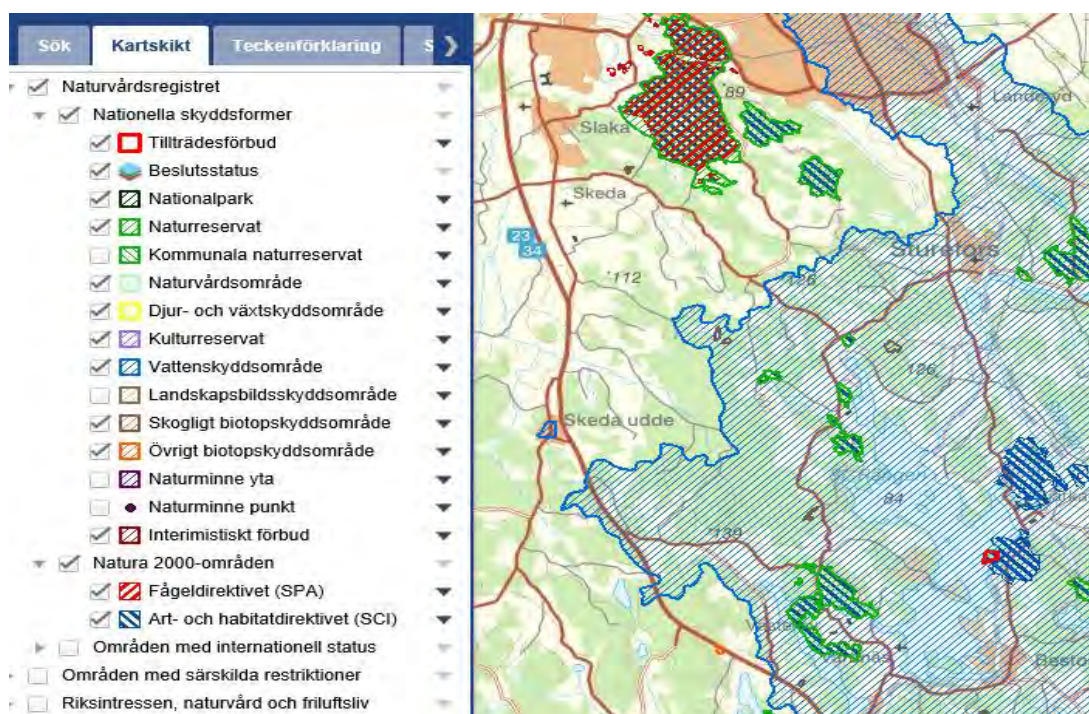 Sök Kartskikt Teckenförklaring S
Naturvårdsregistret
Nationella skyddsformer
Tillträdesförbud
Beslutsstatus
Nationalpark
Naturreservat
Kommunala naturreservat
Naturvårdsområde
Djur- och växtskyddsområde
Kulturreservat
Vattenskyddsområde
Landskapsbildsskyddsområde
Skogligt biotopskyddsområde
Övrigt biotopskyddsområde
Naturminne yta
Naturminne punkt
Interimistiskt förbud
Natura 2000-områden
Fågeldirektivet (SPA)
Art- och habitatdirektivet (SCI)
Områden med internationell status
Områden med särskilda restriktioner
Riksintressen, naturvård och friluftsliv
89
Slaka
Skeda
23
34
112
Sturefors
126
126
Skeda udde
84
139